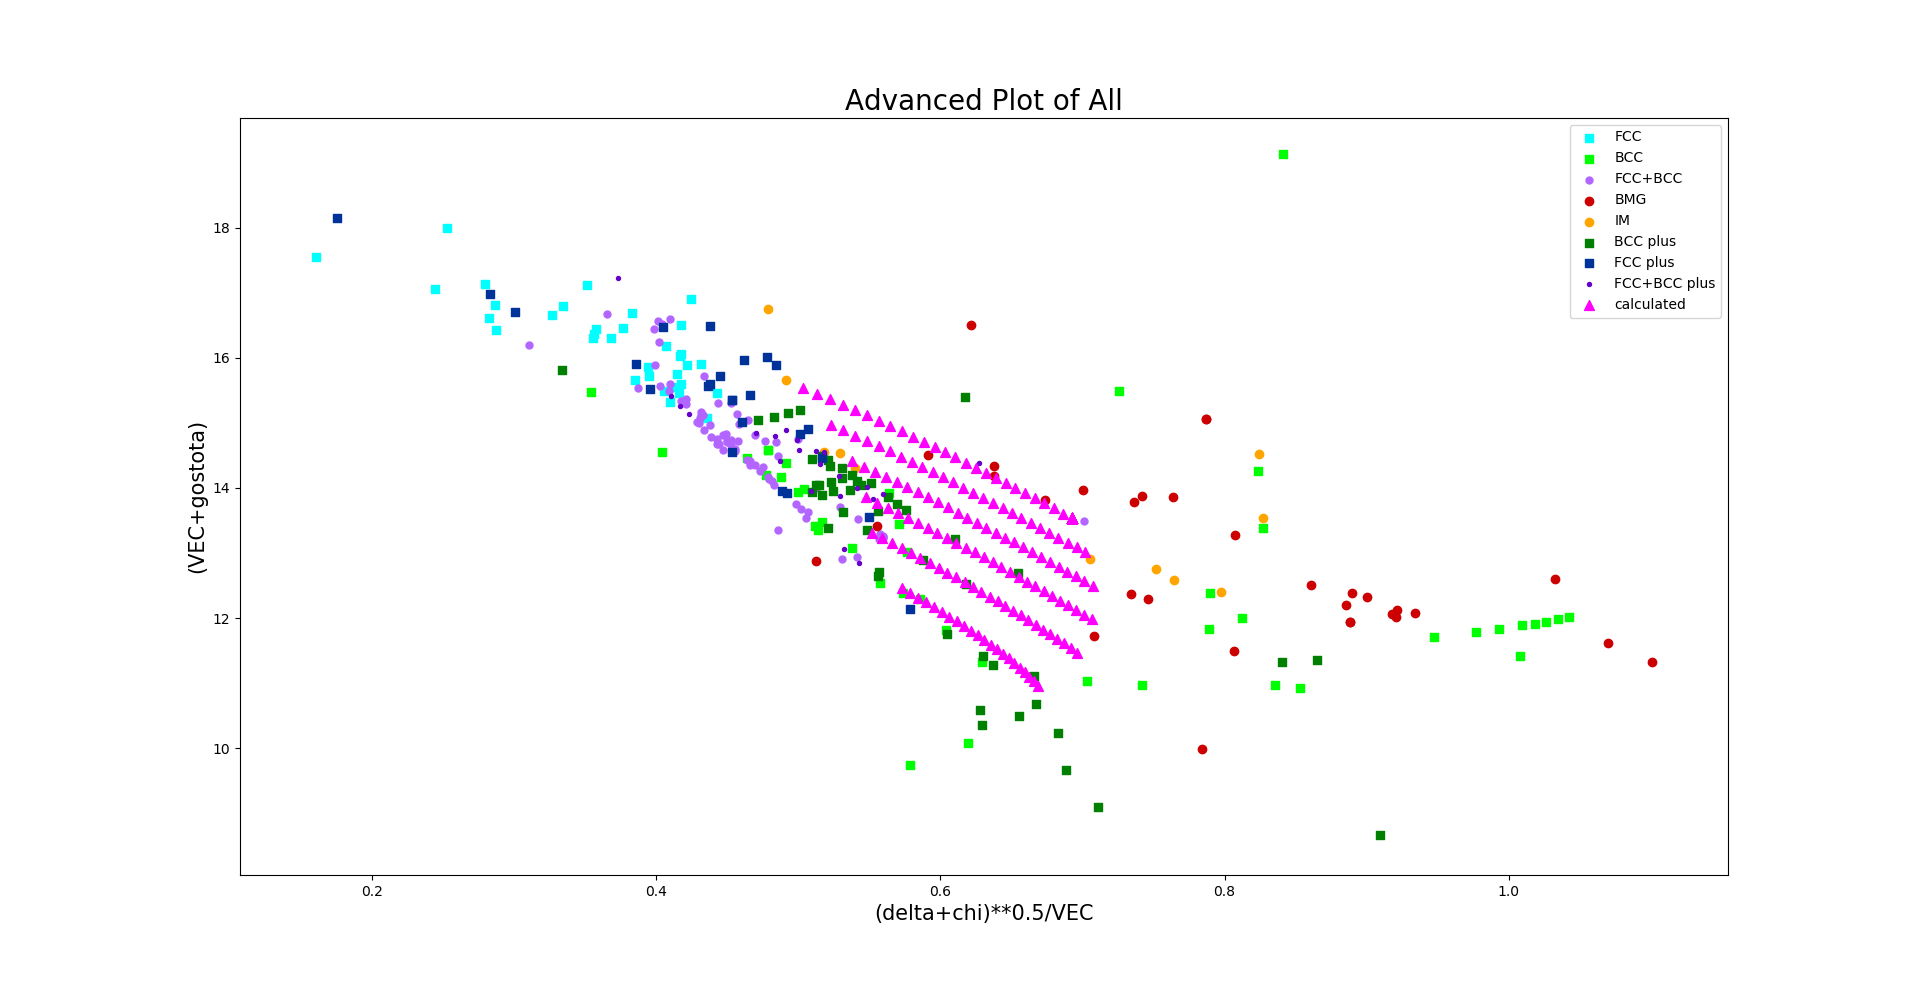 Advanced Plot of All
FCC
BCC
FCC+BCC
BMG
IM
BCC plus
FCC plus
FCC+BCC plus
calculated
18
16
14
12
10
(VEC+gostota)
0.2
0.4
0.6
0.8
1.0
(delta+chi)**0.5/VEC